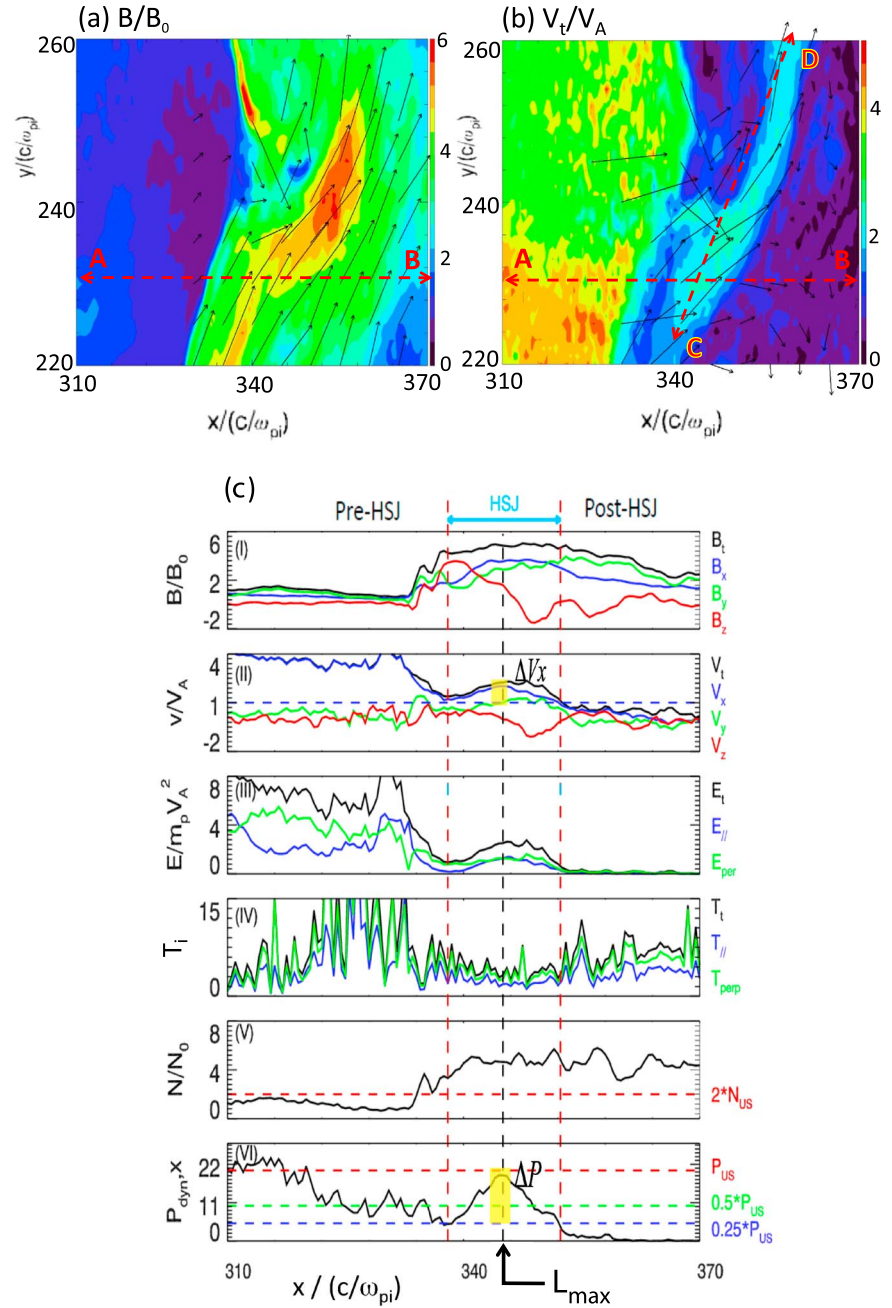 (a) B/B₀
(b) Vₜ/V_A
260
240
220
y/(c/ω_pi)
A
B
310
340
370
x/(c/ω_pi)
6
4
2
0
260
240
220
y/(c/ω_pi)
A
B
C
D
310
340
370
x/(c/ω_pi)
4
2
0
(c)
Pre-HSJ
HSJ
Post-HSJ
(I)
B/B₀
6
2
-2
B_t
B_x
B_y
B_z
(II)
v/V_A
4
1
-2
ΔVx
V_t
V_x
V_y
V_z
(III)
E/m_pV_A²
8
4
0
E_t
E_//
E_per
(IV)
T_i
15
0
T_t
T_//
T_perp
(V)
N/N₀
8
4
0
2*N_US
(VI)
P_dyn,x
22
11
0
ΔP
P_US
0.5*P_US
0.25*P_US
310
x / (c/ω_pi)
340
370
L_max